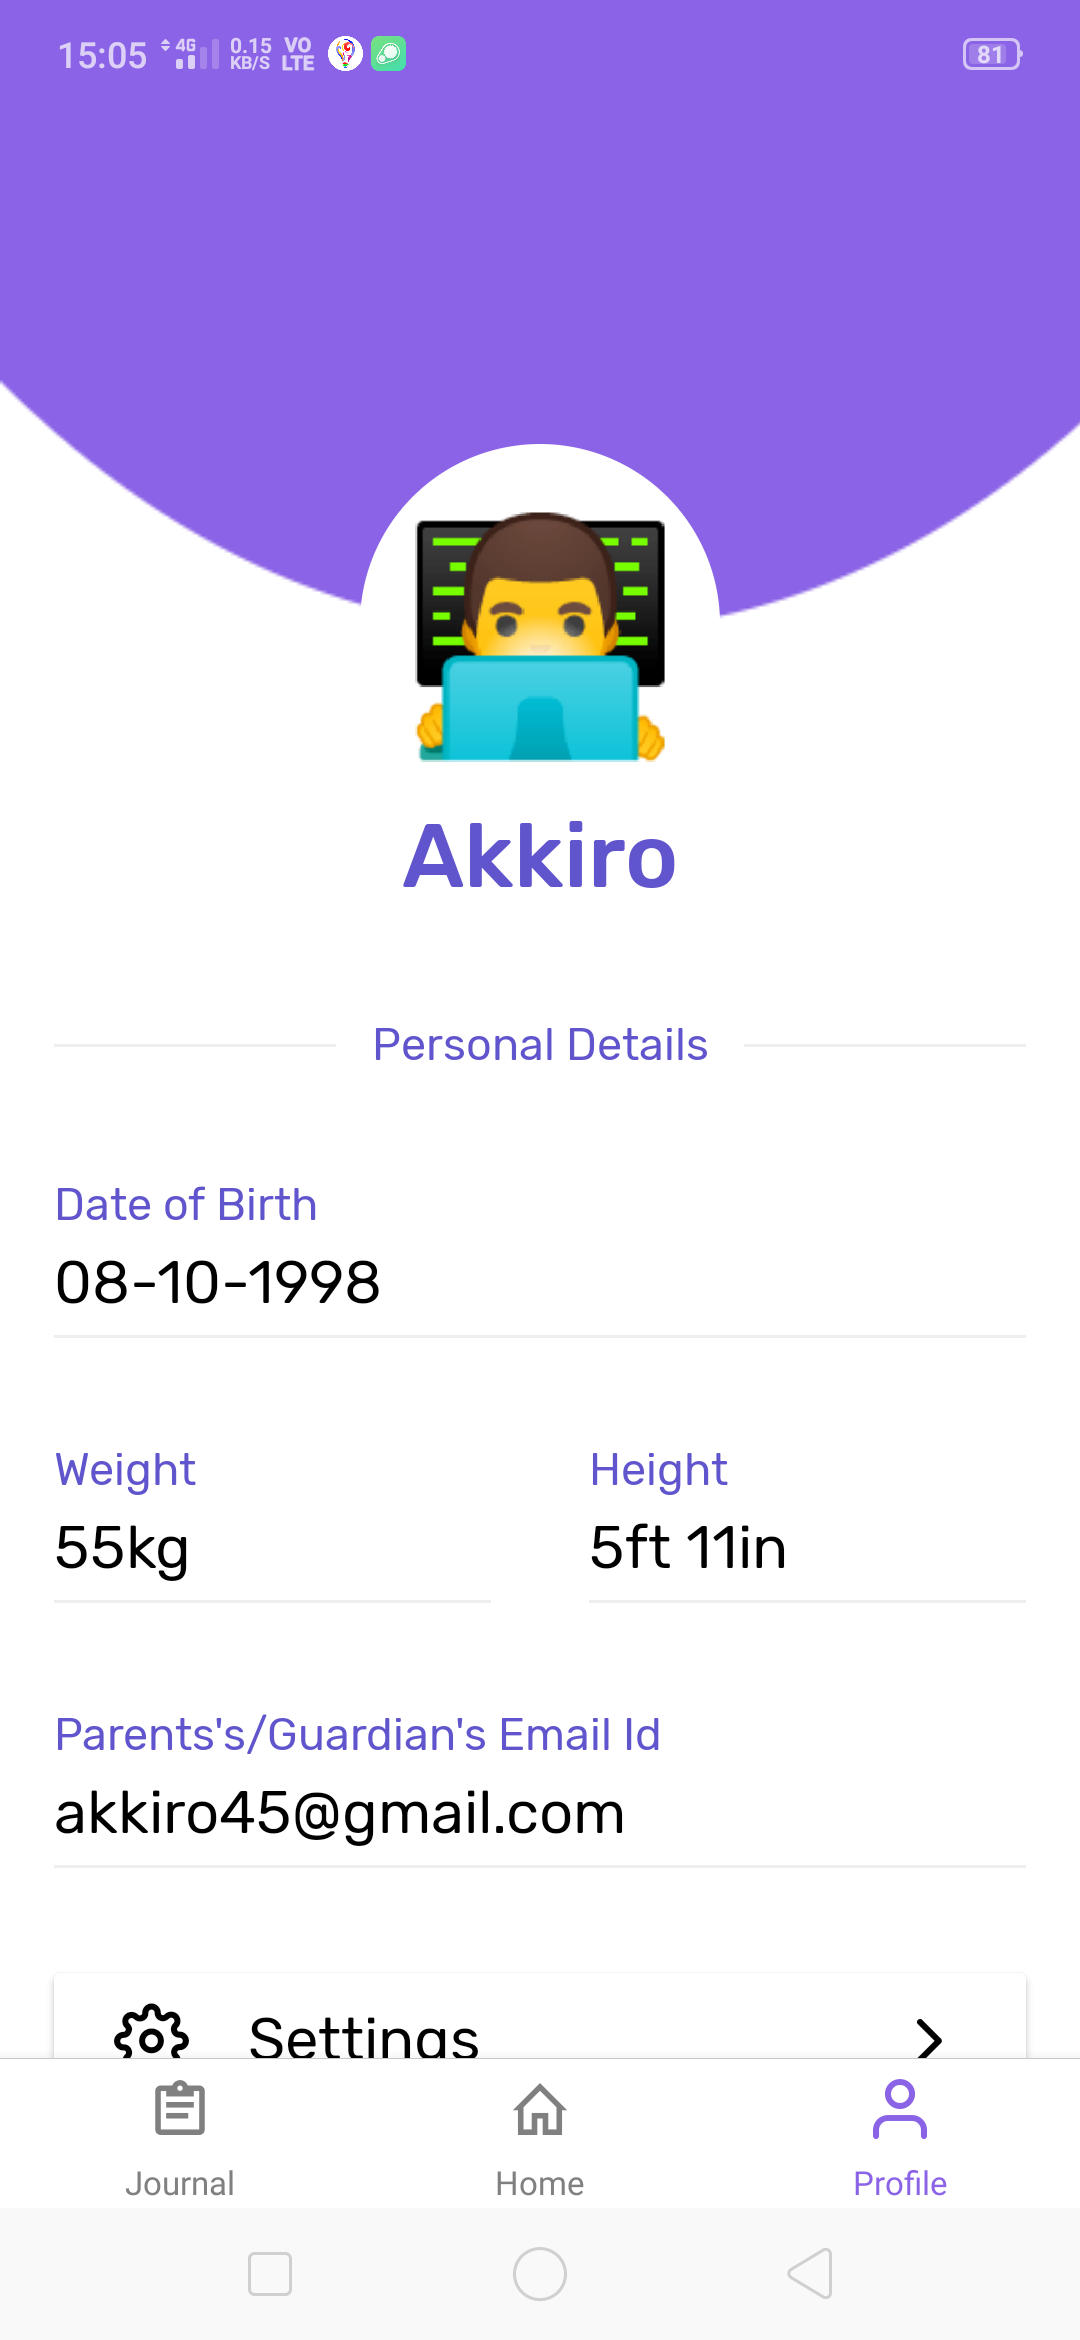 15:05 4G 0.15 KB/S VO LTE 81
Akkiro
Personal Details
Date of Birth
08-10-1998
Weight Height
55kg 5ft 11in
Parents's/Guardian's Email Id
akkiro45@gmail.com
Settings
Journal Home Profile